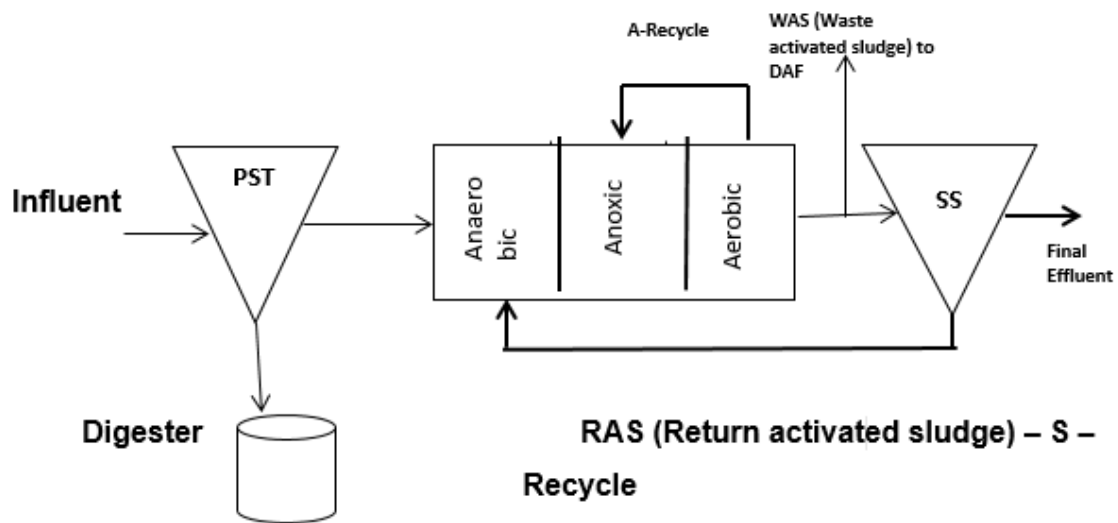 A-Recycle
WAS (Waste
activated sludge) to
DAF
Influent
PST
Anaero
bic
Anoxic
Aerobic
SS
Final
Effluent
Digester
RAS (Return activated sludge) – S –
Recycle